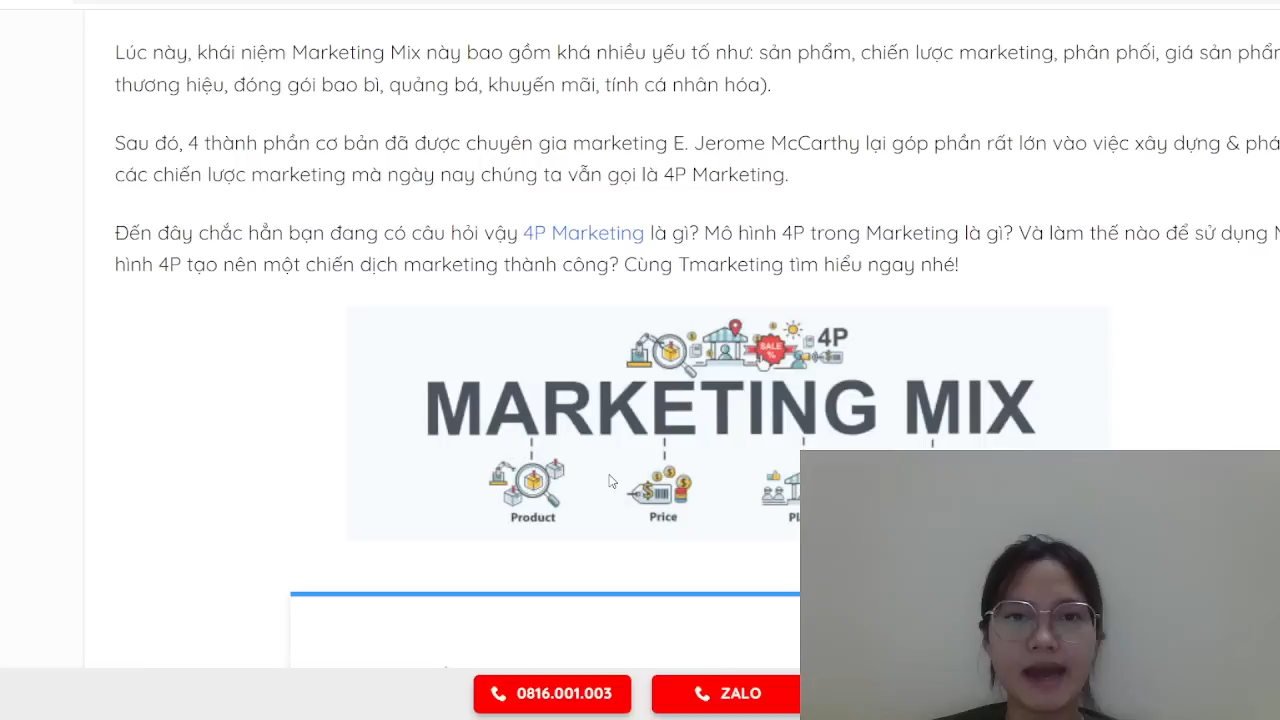 Lúc này, khái niệm Marketing Mix này bao gồm khá nhiều yếu tố như: sản phẩm, chiến lược marketing, phân phối, giá sản
thương hiệu, đóng gói bao bì, quảng bá, khuyến mãi, tính cá nhân hóa).
Sau đó, 4 thành phần cơ bản đã được chuyên gia marketing E. Jerome McCarthy lại góp phần rất lớn vào việc xây dựng &
các chiến lược marketing mà ngày nay chúng ta vẫn gọi là 4P Marketing.
Đến đây chắc hẳn bạn đang có câu hỏi vậy 4P Marketing là gì? Mô hình 4P trong Marketing là gì? Và làm thế nào để sử dụng
hình 4P tạo nên một chiến dịch marketing thành công? Cùng Tmarketing tìm hiểu ngay nhé!
4P
SALE %
MARKETING MIX
Product Price
0816.001.003 ZALO